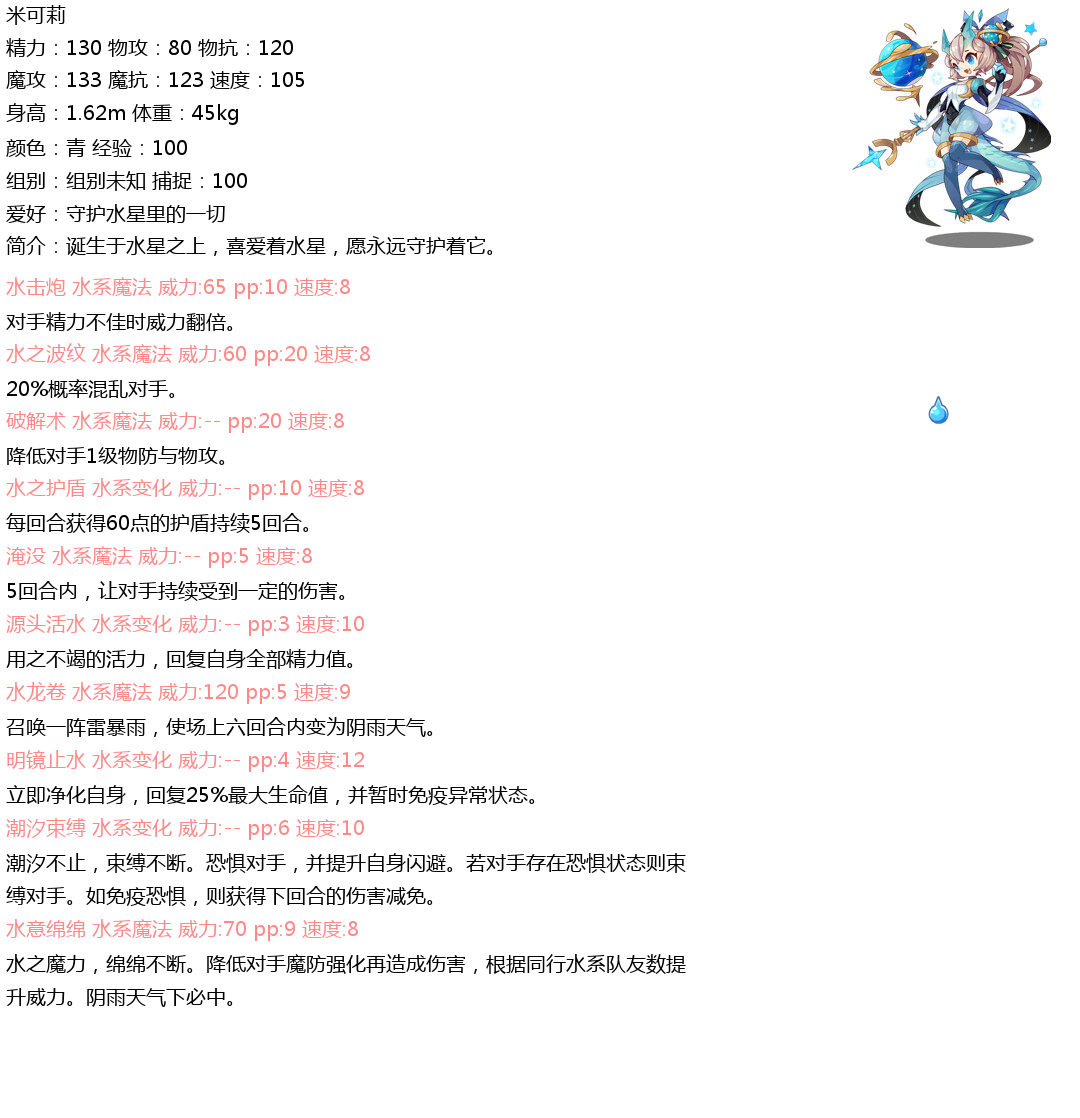 米可莉
精力：130 物攻：80 物抗：120
魔攻：133 魔抗：123 速度：105
身高：1.62m 体重：45kg
颜色：青 经验：100
组别：组别未知 捕捉：100
爱好：守护水星里的一切
简介：诞生于水星之上，喜爱着水星，愿永远守护着它。
水击炮 水系魔法 威力:65 pp:10 速度:8
对手精力不佳时威力翻倍。
水之波纹 水系魔法 威力:60 pp:20 速度:8
20%概率混乱对手。
破解术 水系魔法 威力:-- pp:20 速度:8
降低对手1级物防与物攻。
水之护盾 水系变化 威力:-- pp:10 速度:8
每回合获得60点的护盾持续5回合。
淹没 水系魔法 威力:-- pp:5 速度:8
5回合内，让对手持续受到一定的伤害。
源头活水 水系变化 威力:-- pp:3 速度:10
用之不竭的活力，回复自身全部精力值。
水龙卷 水系魔法 威力:120 pp:5 速度:9
召唤一阵雷暴雨，使场上六回合内变为阴雨天气。
明镜止水 水系变化 威力:-- pp:4 速度:12
立即净化自身，回复25%最大生命值，并暂时免疫异常状态。
潮汐束缚 水系变化 威力:-- pp:6 速度:10
潮汐不止，束缚不断。恐惧对手，并提升自身闪避。若对手存在恐惧状态则束
缚对手。如免疫恐惧，则获得下回合的伤害减免。
水意绵绵 水系魔法 威力:70 pp:9 速度:8
水之魔力，绵绵不断。降低对手魔防强化再造成伤害，根据同行水系队友数提
升威力。阴雨天气下必中。